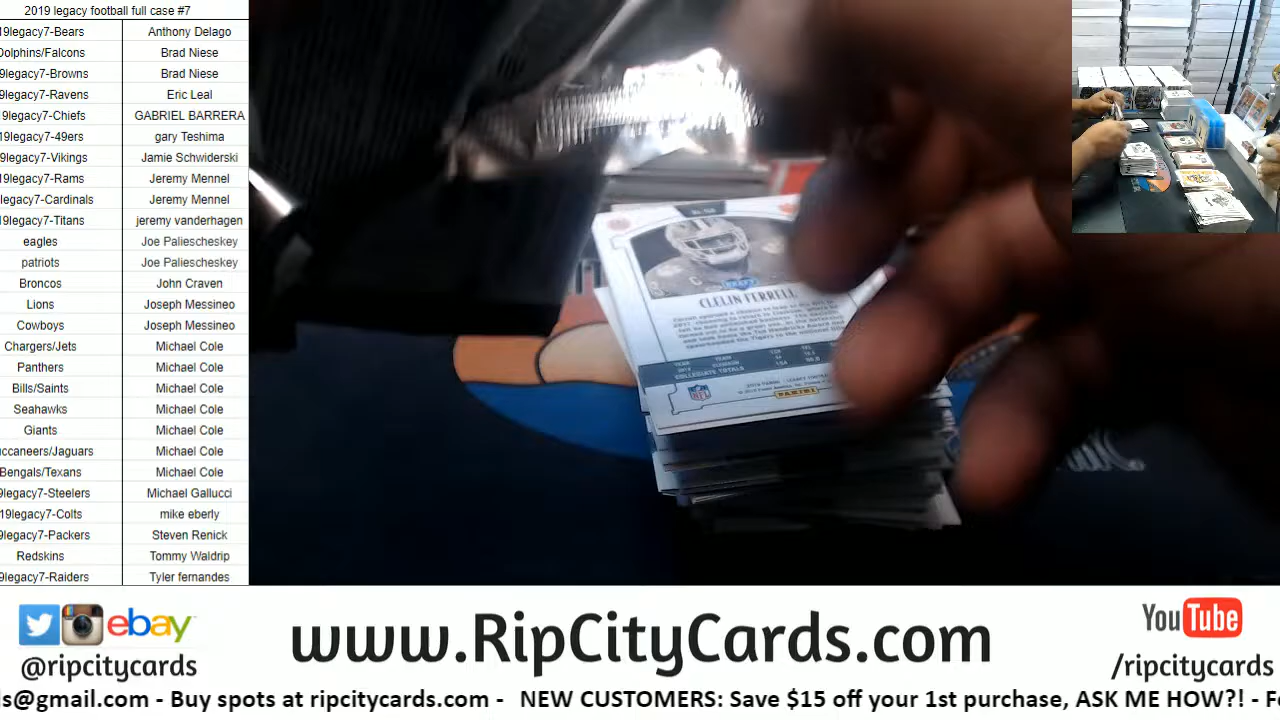 2019 legacy football full case #7
19legacy7-Bears Anthony Delago
Dolphins/Falcons Brad Niese
9legacy7-Browns Brad Niese
9legacy7-Ravens Eric Leal
9legacy7-Chiefs GABRIEL BARRERA
19legacy7-49ers gary Teshima
9legacy7-Vikings Jamie Schwiderski
19legacy7-Rams Jeremy Mennel
legacy7-Cardinals Jeremy Mennel
19legacy7-Titans jeremy vanderhagen
eagles Joe Paliescheskey
patriots Joe Paliescheskey
Broncos John Craven
Lions Joseph Messineo
Cowboys Joseph Messineo
Chargers/Jets Michael Cole
Panthers Michael Cole
Bills/Saints Michael Cole
Seahawks Michael Cole
Giants Michael Cole
ccaneers/Jaguars Michael Cole
Bengals/Texans Michael Cole
9legacy7-Steelers Michael Gallucci
19legacy7-Colts mike eberly
9legacy7-Packers Steven Renick
Redskins Tommy Waldrip
9legacy7-Raiders Tyler fernandes
CLELIN FERRELL
COLLEGIATE TOTALS
NFL
PANINI
ebay
@ripcitycards
www.RipCityCards.com
YouTube
/ripcitycards
ds@gmail.com - Buy spots at ripcitycards.com - NEW CUSTOMERS: Save $15 off your 1st purchase, ASK ME HOW?! - F